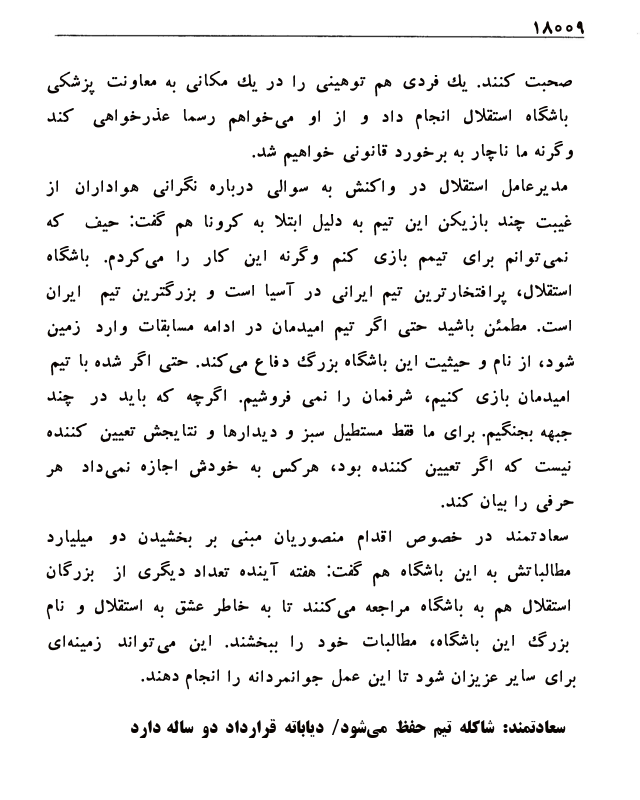 ۱۸۰۰۹
صحبت کنند. یك فردی هم توهینی را در یك مکانی به معاونت پزشکی
باشگاه استقلال انجام داد و از او می‌خواهم رسما عذرخواهی کند
وگرنه ما ناچار به برخورد قانونی خواهیم شد.
مدیرعامل استقلال در واکنش به سوالی درباره نگرانی هواداران از
غیبت چند بازیکن این تیم به دلیل ابتلا به کرونا هم گفت: حیف که
نمی‌توانم برای تیمم بازی کنم وگرنه این کار را می‌کردم. باشگاه
استقلال، پرافتخارترین تیم ایرانی در آسیا است و بزرگترین تیم ایران
است. مطمئن باشید حتی اگر تیم امیدمان در ادامه مسابقات وارد زمین
شود، از نام و حیثیت این باشگاه بزرگ دفاع می‌کند. حتی اگر شده با تیم
امیدمان بازی کنیم، شرفمان را نمی فروشیم. اگرچه که باید در چند
جبهه بجنگیم. برای ما فقط مستطیل سبز و دیدارها و نتایجش تعیین کننده
نیست که اگر تعیین کننده بود، هرکس به خودش اجازه نمی‌داد هر
حرفی را بیان کند.
سعادتمند در خصوص اقدام منصوریان مبنی بر بخشیدن دو میلیارد
مطالباتش به این باشگاه هم گفت: هفته آینده تعداد دیگری از بزرگان
استقلال هم به باشگاه مراجعه می‌کنند تا به خاطر عشق به استقلال و نام
بزرگ این باشگاه، مطالبات خود را ببخشند. این می‌تواند زمینه‌ای
برای سایر عزیزان شود تا این عمل جوانمردانه را انجام دهند.
سعادتمند: شاکله تیم حفظ می‌شود/ دیاباته قرارداد دو ساله دارد